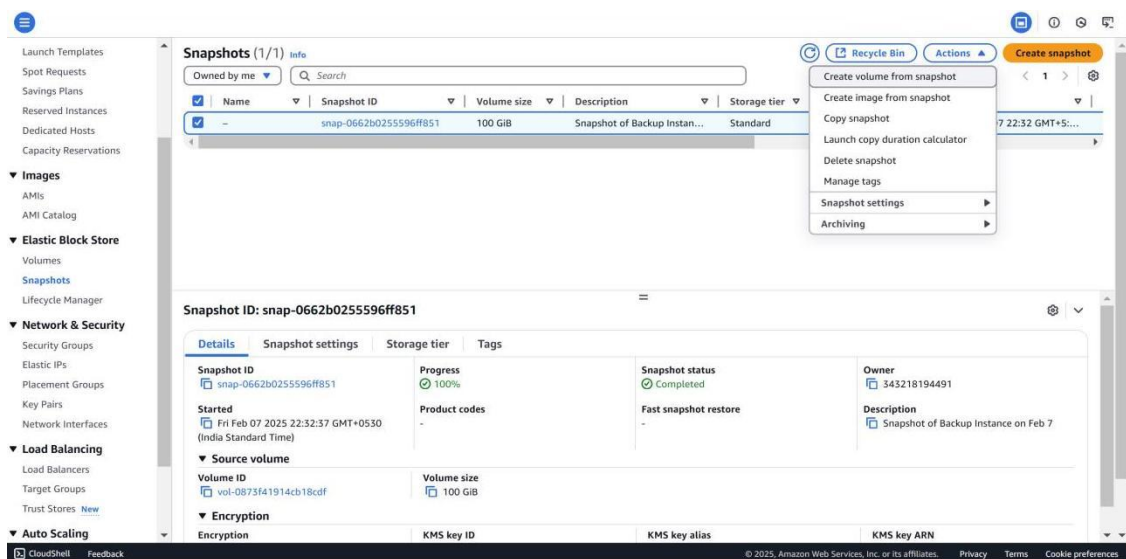 Launch Templates
Spot Requests
Savings Plans
Reserved Instances
Dedicated Hosts
Capacity Reservations
Images
AMIs
AMI Catalog
Elastic Block Store
Volumes
Snapshots
Lifecycle Manager
Network & Security
Security Groups
Elastic IPs
Placement Groups
Key Pairs
Network Interfaces
Load Balancing
Load Balancers
Target Groups
Trust Stores New
Auto Scaling
Snapshots (1/1) Info
Recycle Bin Actions Create snapshot
Owned by me Search 1
Name Snapshot ID Volume size Description Storage tier
– snap-0662b0255596ff851 100 GiB Snapshot of Backup Instan... Standard 7 22:32 GMT+5:...
Create volume from snapshot
Create image from snapshot
Copy snapshot
Launch copy duration calculator
Delete snapshot
Manage tags
Snapshot settings
Archiving
Snapshot ID: snap-0662b0255596ff851
Details Snapshot settings Storage tier Tags
Snapshot ID Progress Snapshot status Owner
snap-0662b0255596ff851 100% Completed 343218194491
Started Product codes Fast snapshot restore Description
Fri Feb 07 2025 22:32:37 GMT+0530 - - Snapshot of Backup Instance on Feb 7
(India Standard Time)
Source volume
Volume ID Volume size
vol-0873f41914cb18cdf 100 GiB
Encryption
Encryption KMS key ID KMS key alias KMS key ARN
CloudShell Feedback © 2025, Amazon Web Services, Inc. or its affiliates. Privacy Terms Cookie preferences